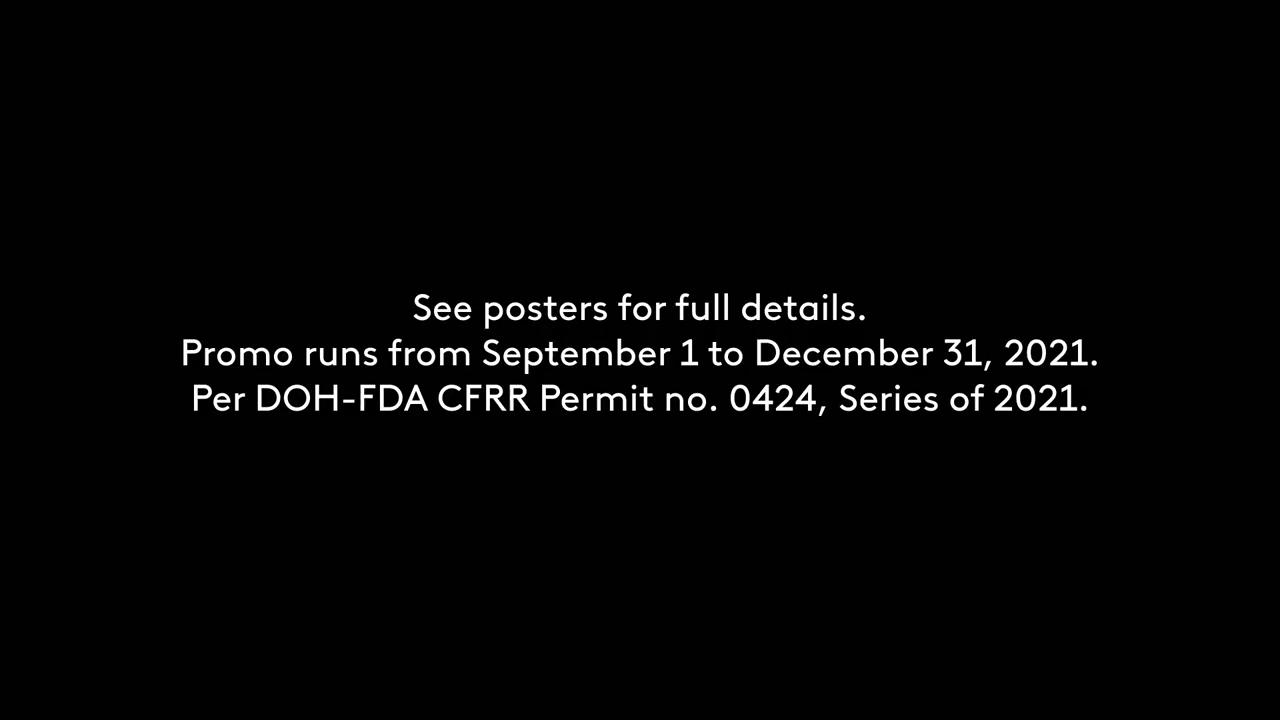 See posters for full details.
Promo runs from September 1 to December 31, 2021.
Per DOH-FDA CFRR Permit no. 0424, Series of 2021.